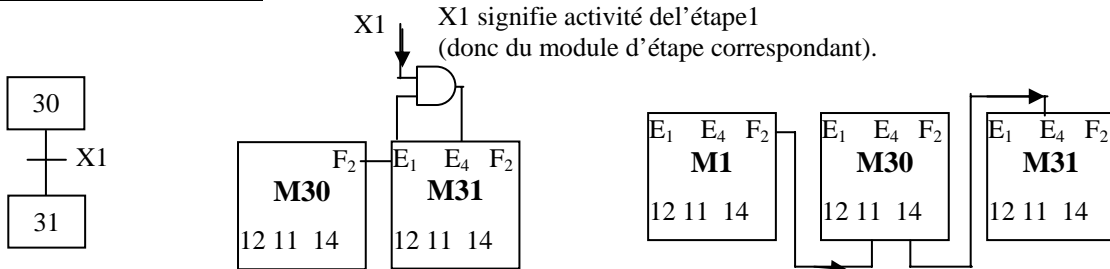 X1 signifie activité del'étape1
(donc du module d'étape correspondant).
X1
30
X1
31
F2
M30
12 11 14
E1 E4 F2
M31
12 11 14
E1 E4 F2
M1
12 11 14
E1 E4 F2
M30
12 11 14
E1 E4 F2
M31
12 11 14